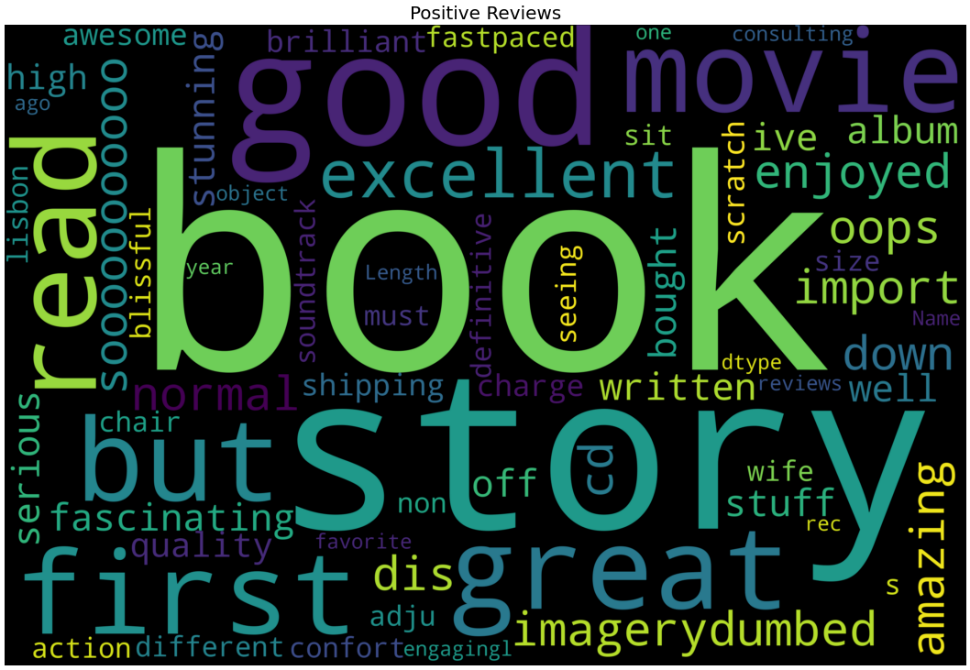 Positive Reviews
awesome
brilliant
fastpaced
one
consulting
high
ago
stunning
good
movie
sit
scratch
ive
album
read
lisbon
object
excellent
enjoyed
blissful
book
year
soundtrack
Length
must
definitive
seeing
bought
oops
size
import
Name
dtype
down
normal
shipping
charge
written
reviews
well
serious
chair
but
story
non
off
cd
wife
stuff
rec
amazing
fascinating
quality
favorite
first
dis
great
s
adju
imagerydumbed
action
different
confort
engagingl